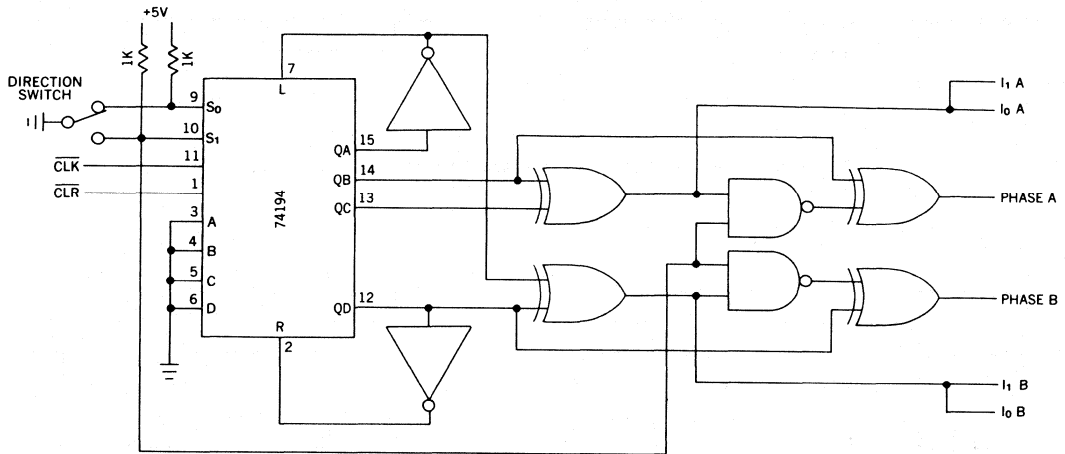 +5V
1K
1K
DIRECTION
SWITCH
7
L
9
S0
10
S1
11
CLK
1
CLR
3
A
4
B
5
C
6
D
74194
R
2
QA
15
QB
14
QC
13
QD
12
I1 A
I0 A
PHASE A
PHASE B
I1 B
I0 B